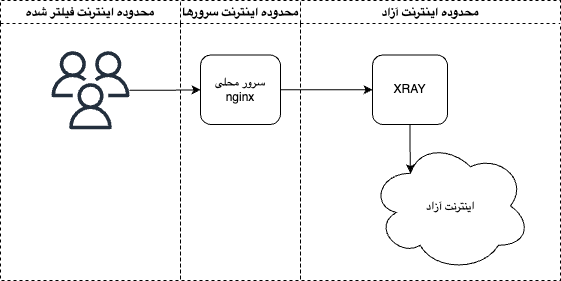 محدوده اینترنت فیلتر شده
محدوده اینترنت سرورها
محدوده اینترنت آزاد
سرور محلی
nginx
XRAY
اینترنت آزاد